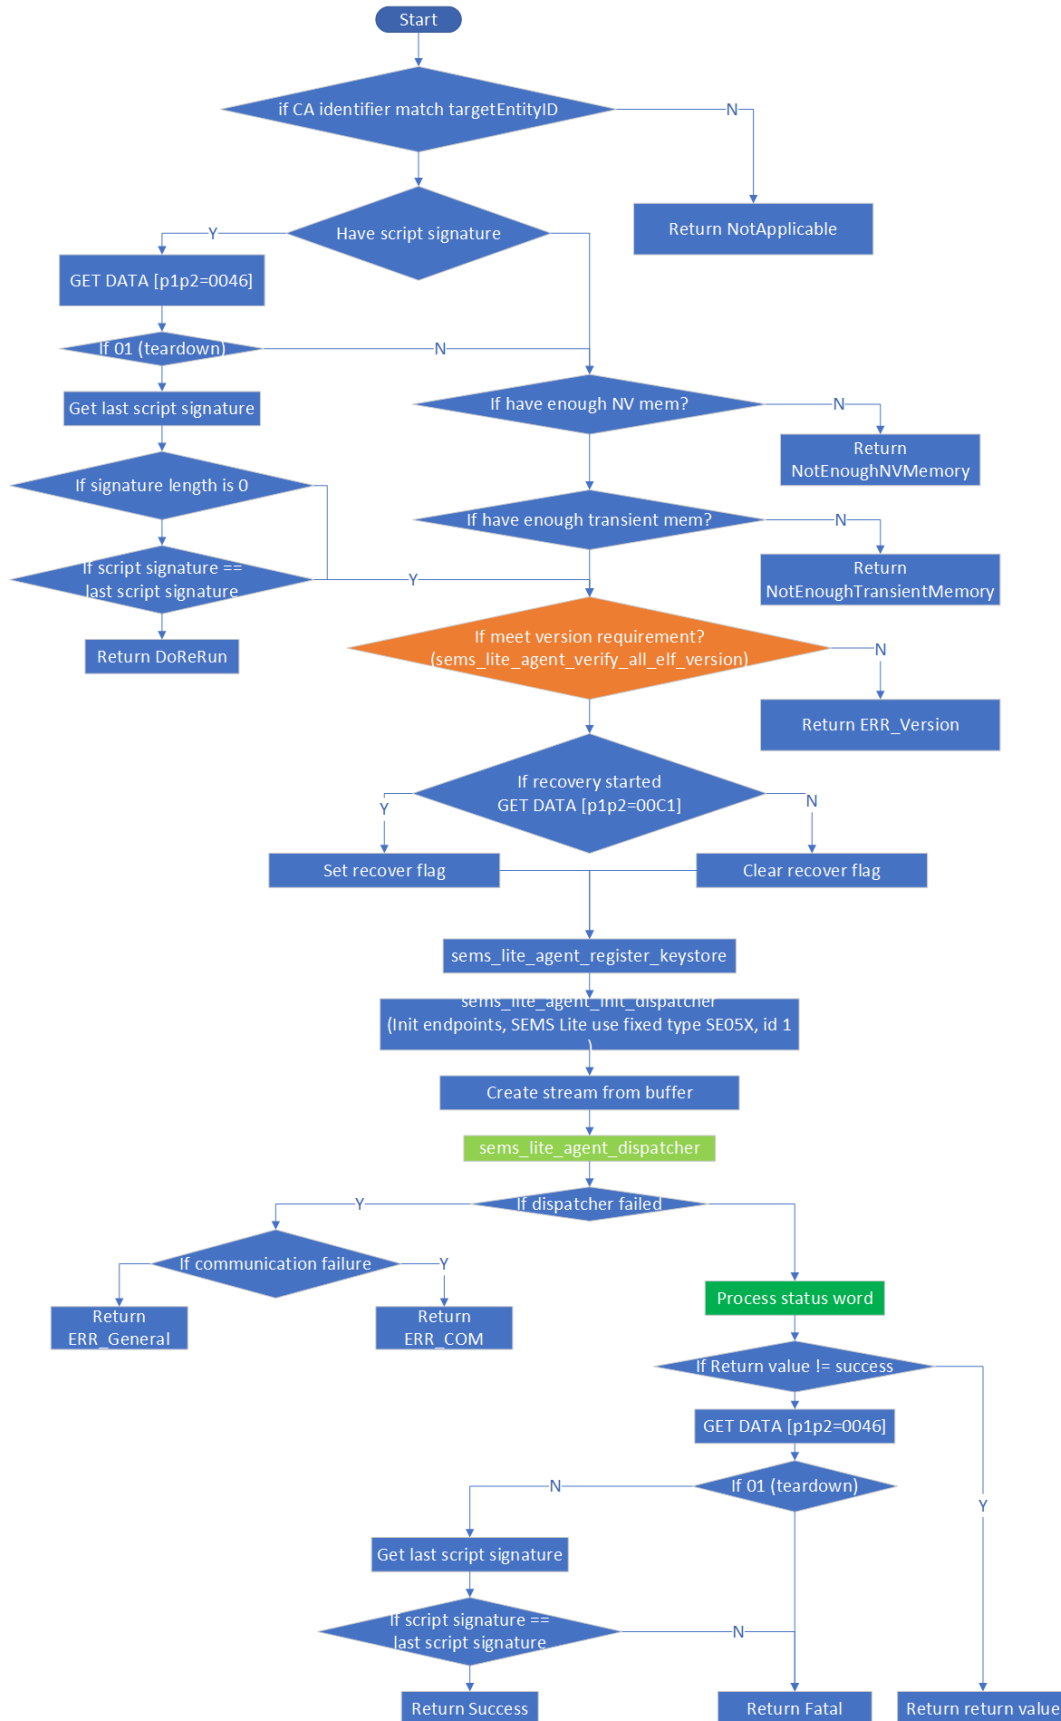 Start
if CA identifier match targetEntityID
N
Return NotApplicable
Have script signature
Y
GET DATA [p1p2=0046]
If 01 (teardown)
N
Get last script signature
If have enough NV mem?
N
Return
NotEnoughNVMemory
If signature length is 0
If have enough transient mem?
N
Return
NotEnoughTransientMemory
If script signature ==
last script signature
Y
Return DoReRun
If meet version requirement?
(sems_lite_agent_verify_all_elf_version)
N
Return ERR_Version
If recovery started
GET DATA [p1p2=00C1]
Y
N
Set recover flag
Clear recover flag
sems_lite_agent_register_keystore
sems_lite_agent_init_dispatcher
(Init endpoints, SEMS Lite use fixed type SE05X, id 1
)
Create stream from buffer
sems_lite_agent_dispatcher
If dispatcher failed
Y
If communication failure
Y
Return
ERR_General
Return
ERR_COM
Process status word
If Return value != success
GET DATA [p1p2=0046]
If 01 (teardown)
N
Y
Get last script signature
If script signature ==
last script signature
N
Return Success
Return Fatal
Return return value